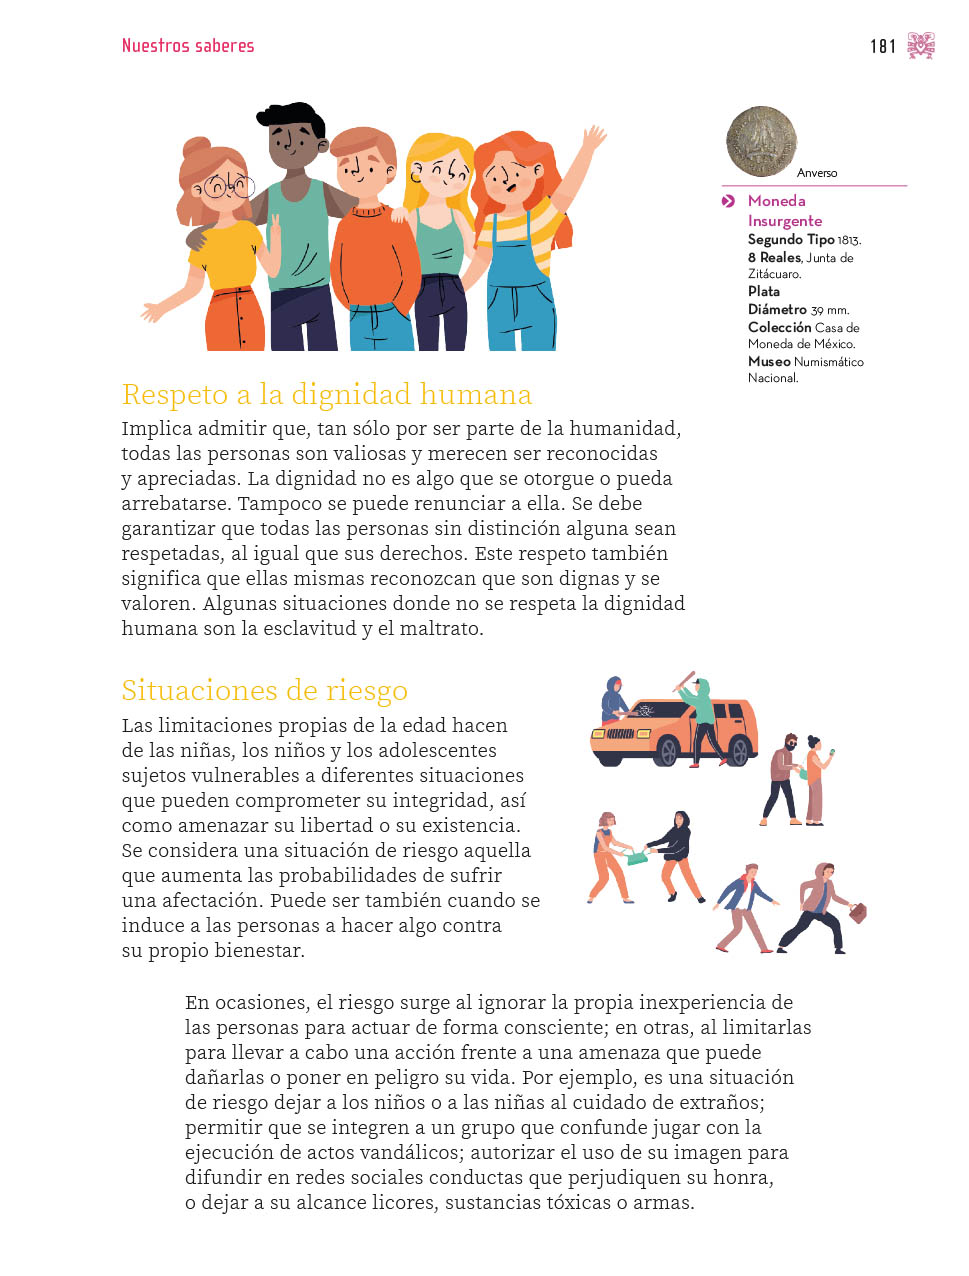 Nuestros saberes
181
Anverso
Moneda
Insurgente
Segundo Tipo 1813.
8 Reales, Junta de
Zitácuaro.
Plata
Diámetro 39 mm.
Colección Casa de
Moneda de México.
Museo Numismático
Nacional.
Respeto a la dignidad humana
Implica admitir que, tan sólo por ser parte de la humanidad,
todas las personas son valiosas y merecen ser reconocidas
y apreciadas. La dignidad no es algo que se otorgue o pueda
arrebatarse. Tampoco se puede renunciar a ella. Se debe
garantizar que todas las personas sin distinción alguna sean
respetadas, al igual que sus derechos. Este respeto también
significa que ellas mismas reconozcan que son dignas y se
valoren. Algunas situaciones donde no se respeta la dignidad
humana son la esclavitud y el maltrato.
Situaciones de riesgo
Las limitaciones propias de la edad hacen
de las niñas, los niños y los adolescentes
sujetos vulnerables a diferentes situaciones
que pueden comprometer su integridad, así
como amenazar su libertad o su existencia.
Se considera una situación de riesgo aquella
que aumenta las probabilidades de sufrir
una afectación. Puede ser también cuando se
induce a las personas a hacer algo contra
su propio bienestar.
En ocasiones, el riesgo surge al ignorar la propia inexperiencia de
las personas para actuar de forma consciente; en otras, al limitarlas
para llevar a cabo una acción frente a una amenaza que puede
dañarlas o poner en peligro su vida. Por ejemplo, es una situación
de riesgo dejar a los niños o a las niñas al cuidado de extraños;
permitir que se integren a un grupo que confunde jugar con la
ejecución de actos vandálicos; autorizar el uso de su imagen para
difundir en redes sociales conductas que perjudiquen su honra,
o dejar a su alcance licores, sustancias tóxicas o armas.